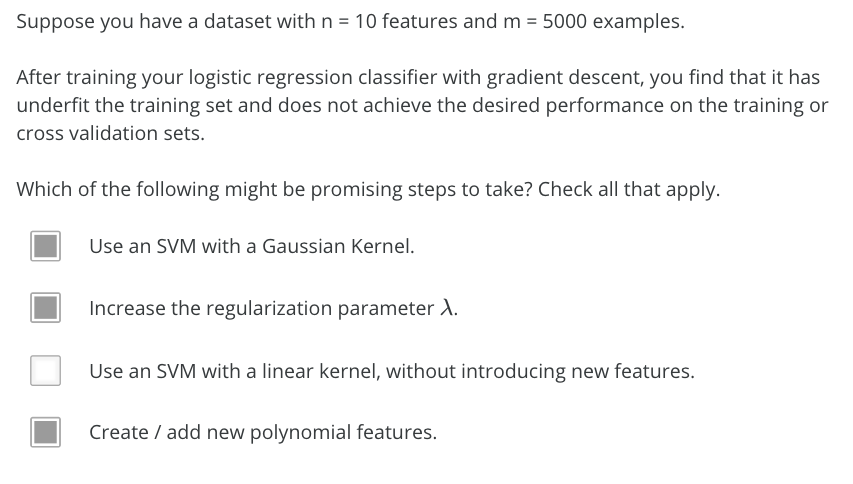 Suppose you have a dataset with n = 10 features and m = 5000 examples.
After training your logistic regression classifier with gradient descent, you find that it has
underfit the training set and does not achieve the desired performance on the training or
cross validation sets.
Which of the following might be promising steps to take? Check all that apply.
Use an SVM with a Gaussian Kernel.
Increase the regularization parameter λ.
Use an SVM with a linear kernel, without introducing new features.
Create / add new polynomial features.